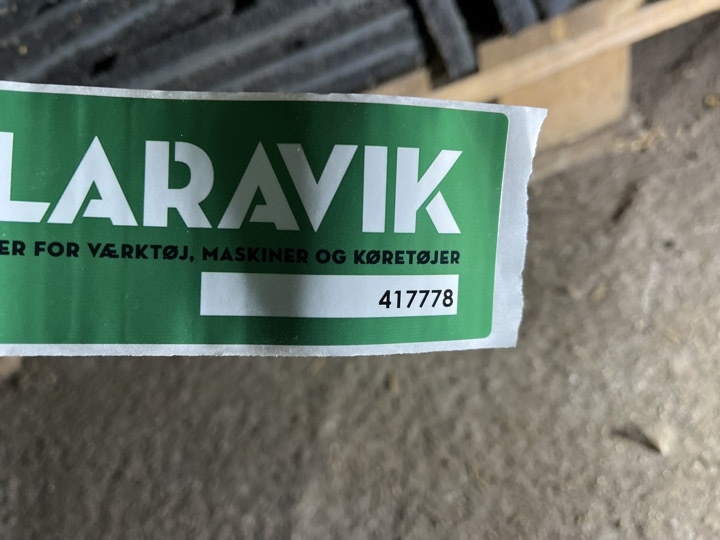 LARAVIK
ER FOR VÆRKTØJ, MASKINER OG KØRETØJER
417778